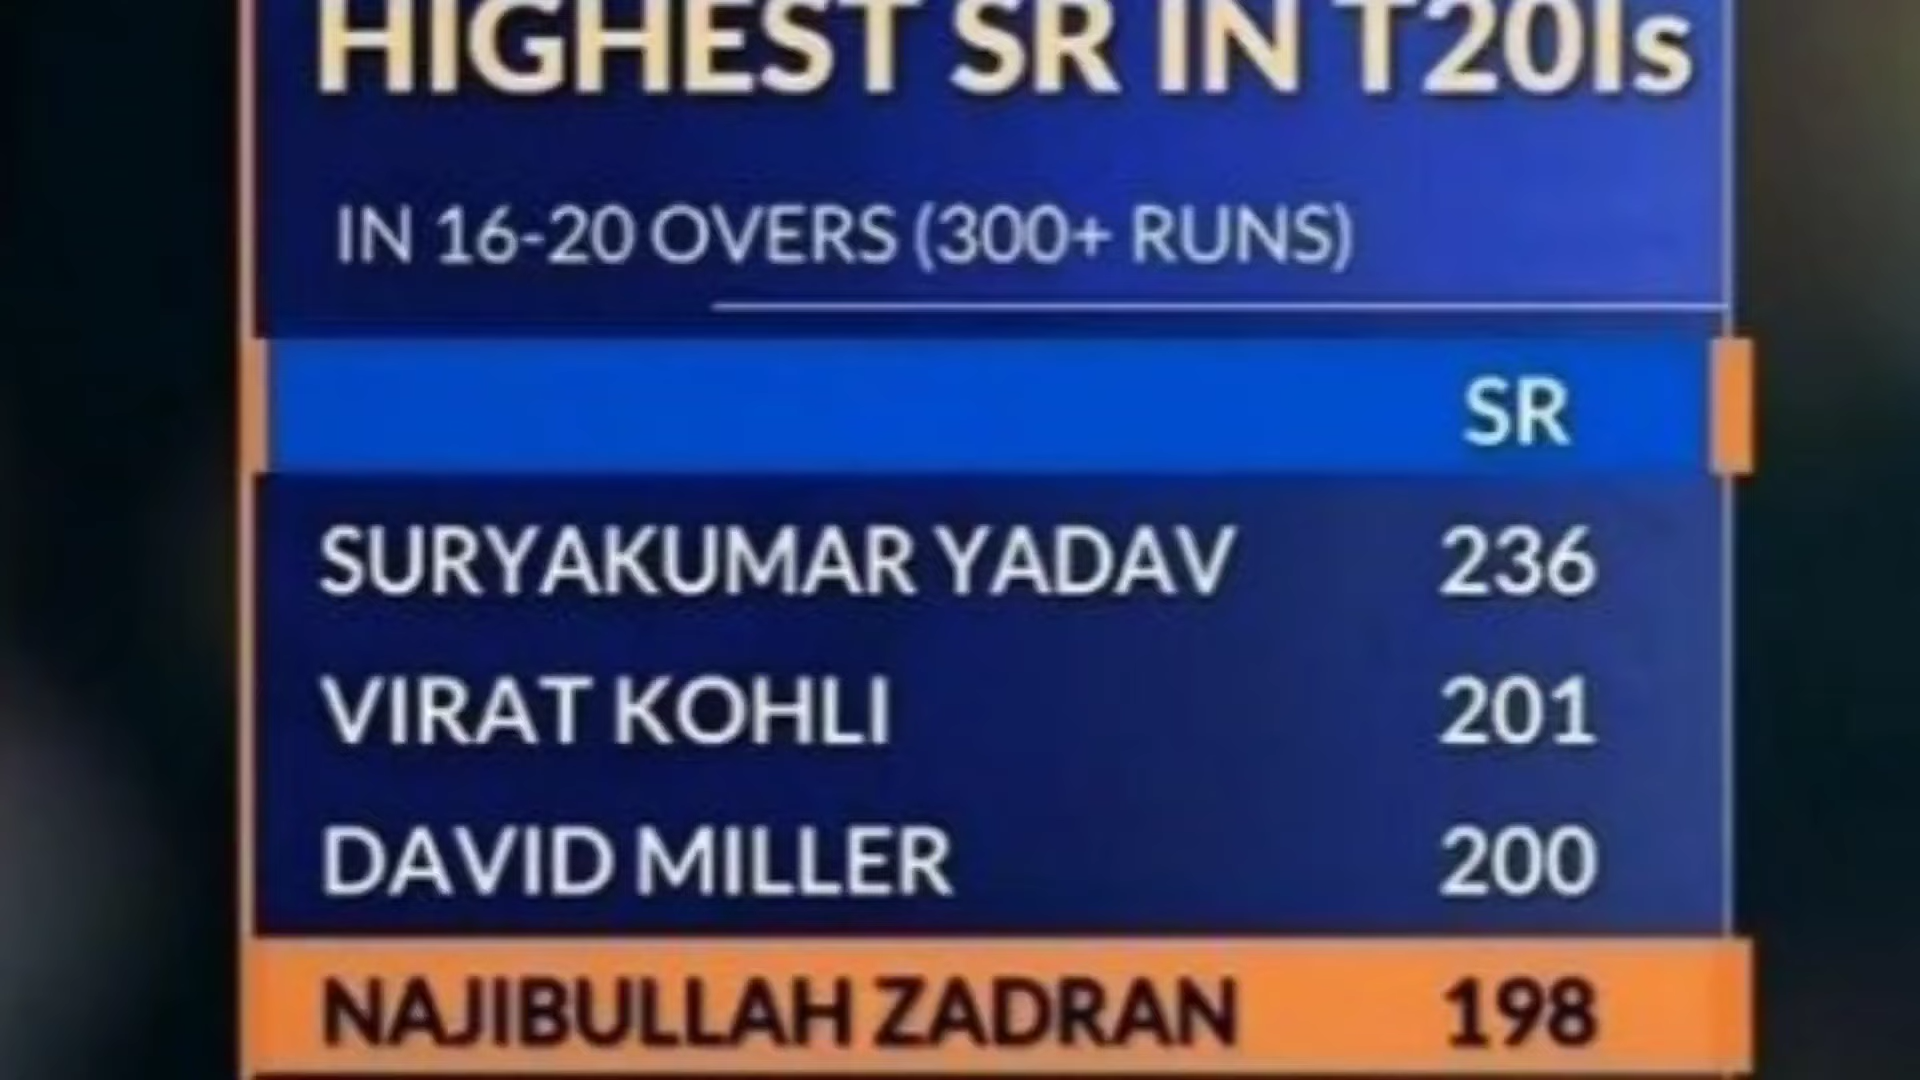 HIGHEST SR IN T20Is
IN 16-20 OVERS (300+ RUNS)
SR
SURYAKUMAR YADAV 236
VIRAT KOHLI 201
DAVID MILLER 200
NAJIBULLAH ZADRAN 198